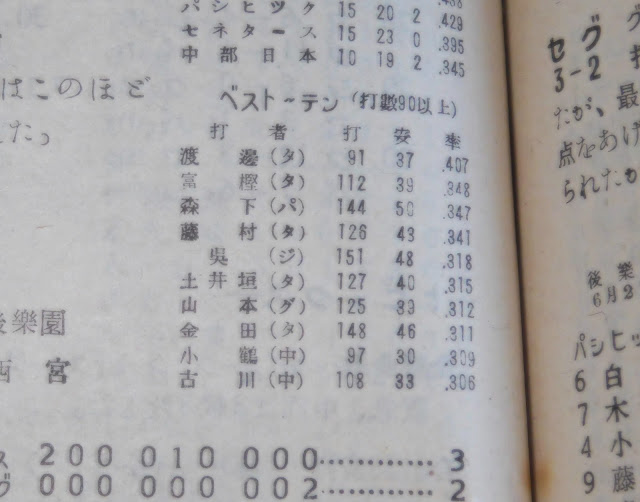 パシヒツク 15 20 2 .429
セネタース 15 23 0 .395
中部日本 10 19 2 .345
はこのほど
ベスト－テン（打數90以上）
打者 打 安 率
渡邊（タ） 91 37 .407
富樫（タ） 112 39 .348
森下（パ） 144 50 .347
藤村（タ） 126 43 .341
吳（ジ） 151 48 .318
土井垣（タ） 127 40 .315
山本（グ） 125 39 .312
金田（タ） 148 46 .311
小鶴（中） 97 30 .309
古川（中） 108 33 .306
後樂園
西宮
ス 200 010 000…………3
グ 000 000 002…………2
セグ
3-2
たが、最
点をあげ
られたか
後樂
6月2
パシヒッ
6 白
7 木
4 小
9 藤